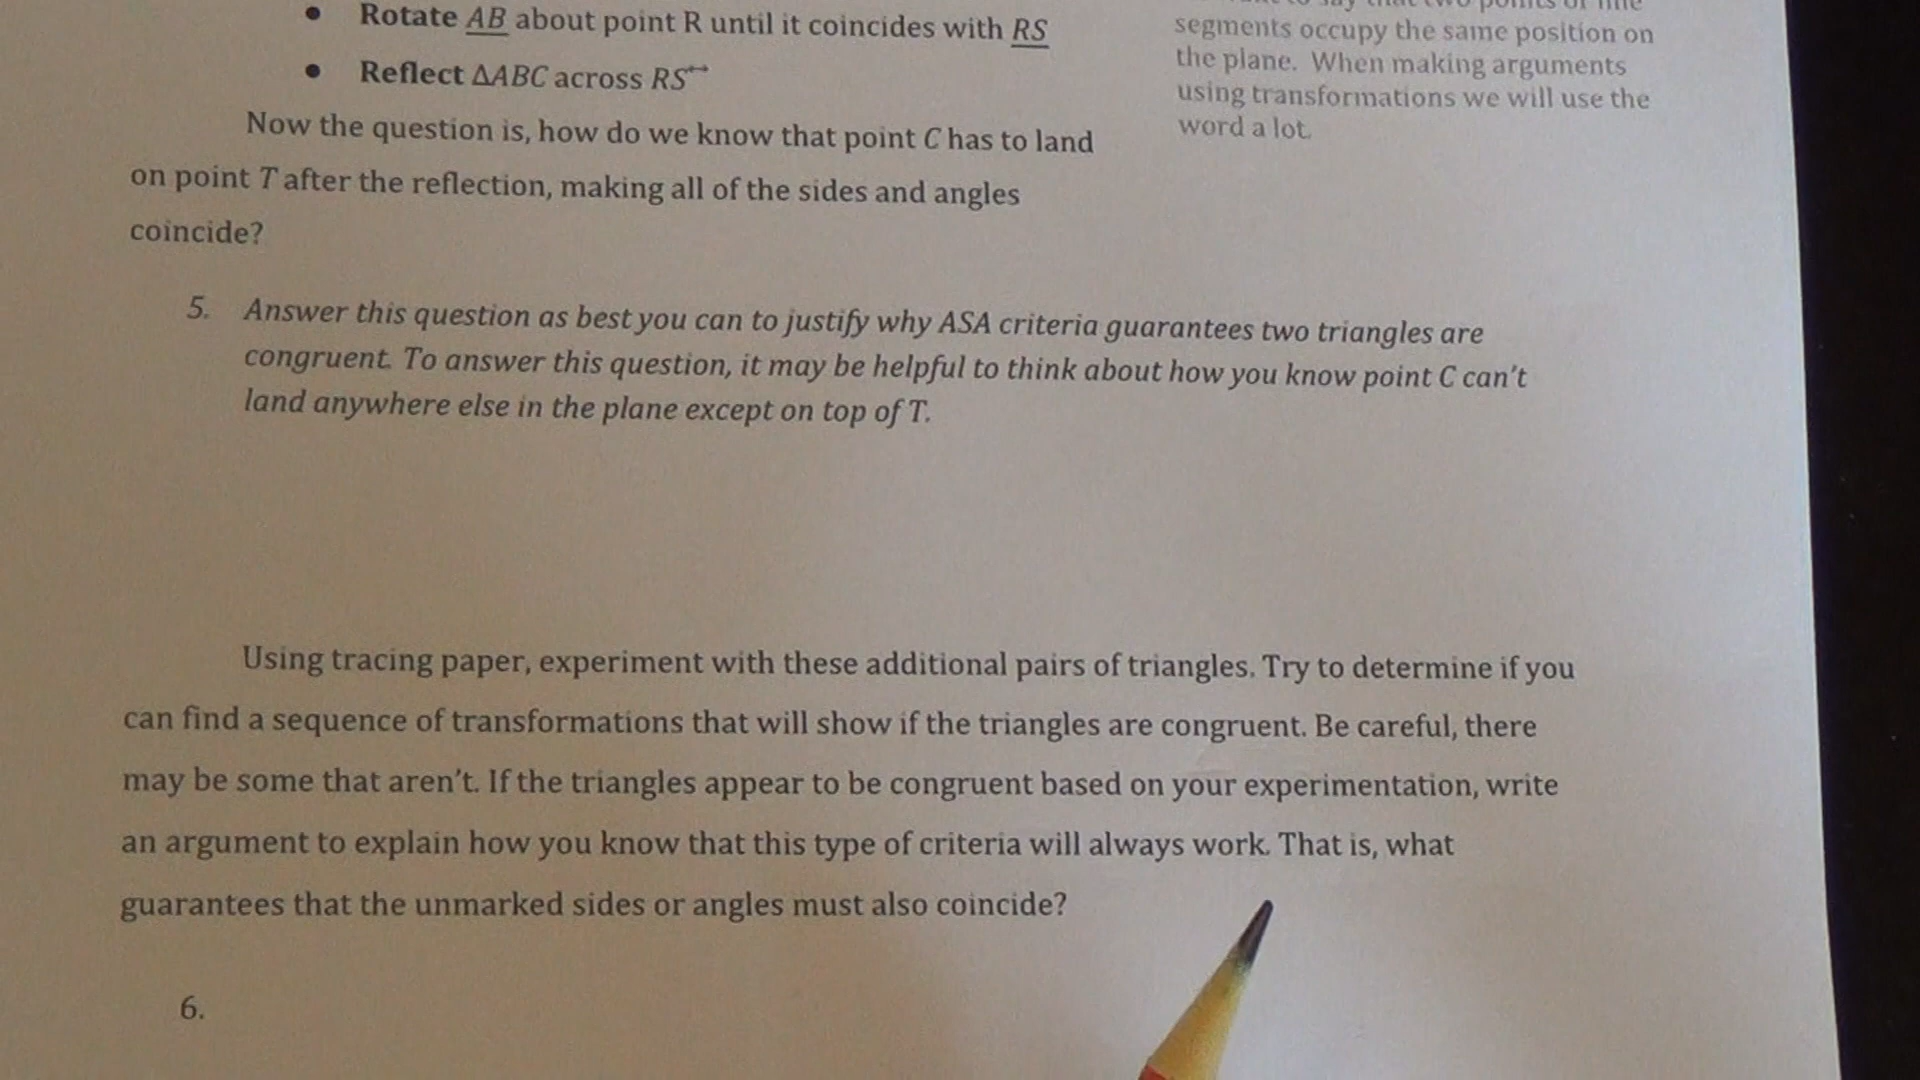 • Rotate AB about point R until it coincides with RS
• Reflect ΔABC across RS↔
segments occupy the same position on
the plane. When making arguments
using transformations we will use the
word a lot.
Now the question is, how do we know that point C has to land
on point T after the reflection, making all of the sides and angles
coincide?
5. Answer this question as best you can to justify why ASA criteria guarantees two triangles are
congruent. To answer this question, it may be helpful to think about how you know point C can't
land anywhere else in the plane except on top of T.
Using tracing paper, experiment with these additional pairs of triangles. Try to determine if you
can find a sequence of transformations that will show if the triangles are congruent. Be careful, there
may be some that aren't. If the triangles appear to be congruent based on your experimentation, write
an argument to explain how you know that this type of criteria will always work. That is, what
guarantees that the unmarked sides or angles must also coincide?
6.